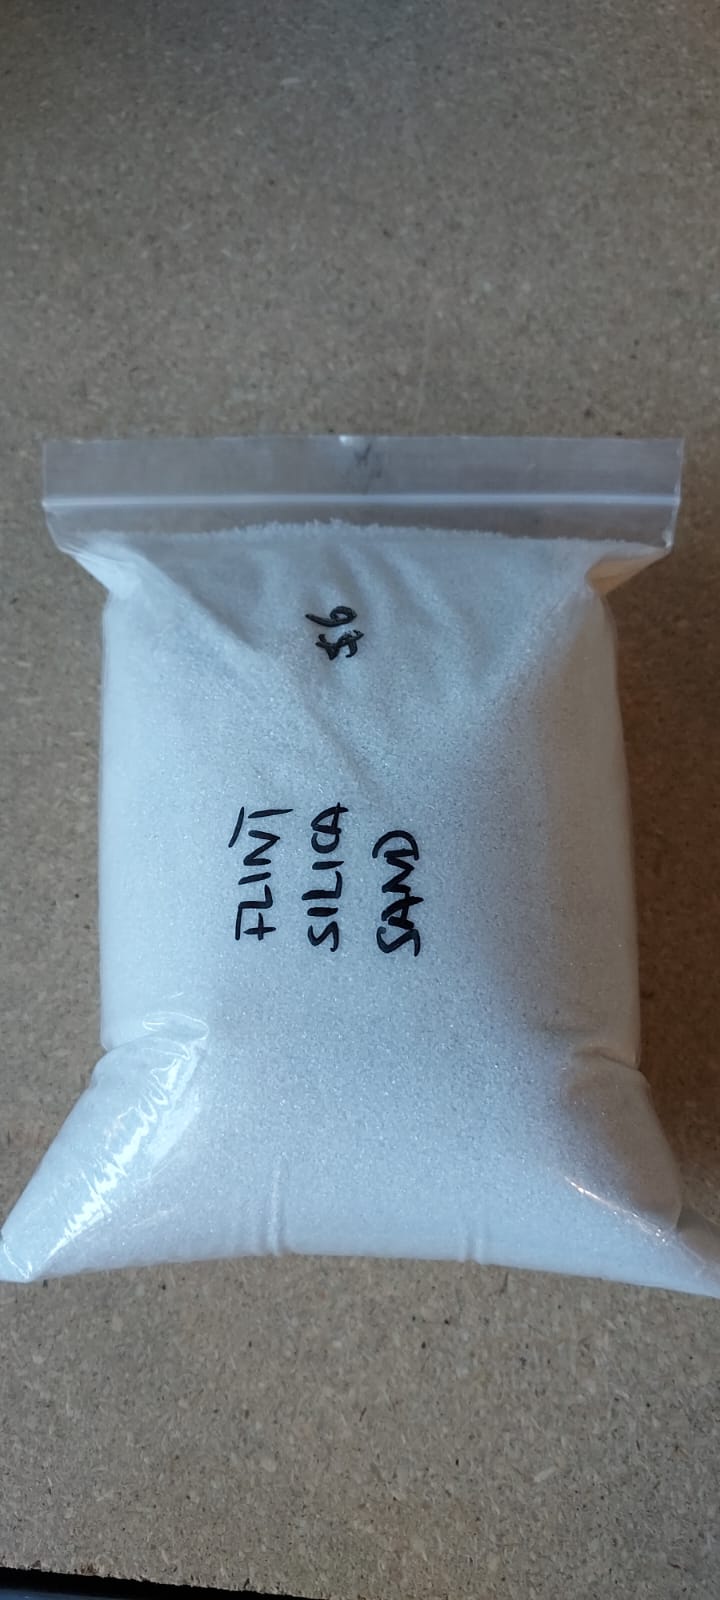 FLINT
SILICA
SAND
$6